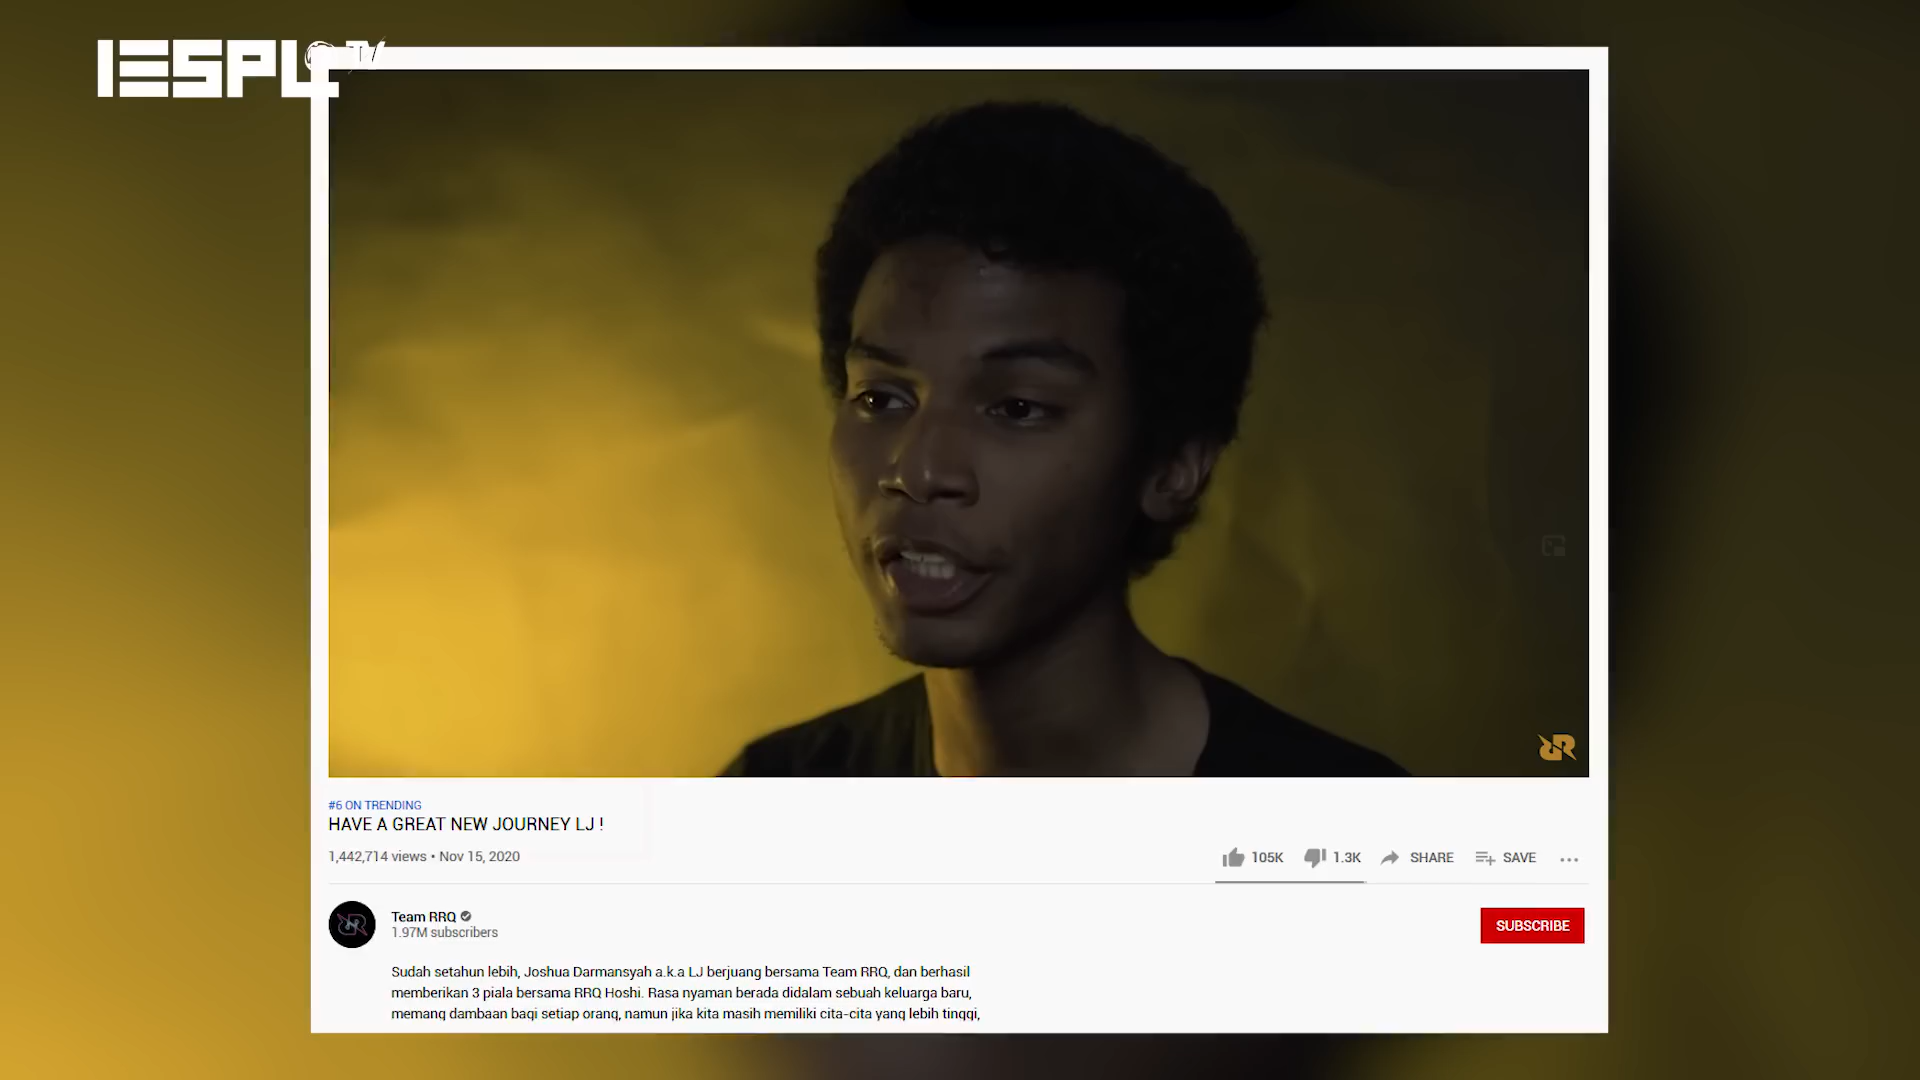 IESPL TV
#6 ON TRENDING
HAVE A GREAT NEW JOURNEY LJ !
1,442,714 views • Nov 15, 2020
105K 1.3K SHARE SAVE ...
Team RRQ
1.97M subscribers
SUBSCRIBE
Sudah setahun lebih, Joshua Darmansyah a.k.a LJ berjuang bersama Team RRQ, dan berhasil
memberikan 3 piala bersama RRQ Hoshi. Rasa nyaman berada didalam sebuah keluarga baru,
memang dambaan bagi setiap orang, namun jika kita masih memiliki cita-cita yang lebih tinggi,